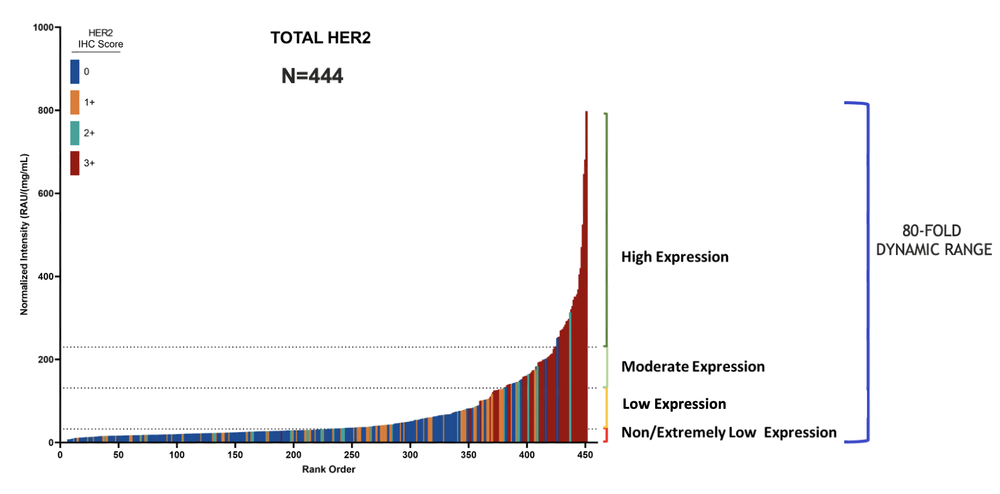 TOTAL HER2
N=444
HER2
IHC Score
0
1+
2+
3+
Normalized Intensity (RAU/(mg/mL)
1000
800
600
400
200
0
0 50 100 150 200 250 300 350 400 450
Rank Order
High Expression
Moderate Expression
Low Expression
Non/Extremely Low Expression
80-FOLD
DYNAMIC RANGE